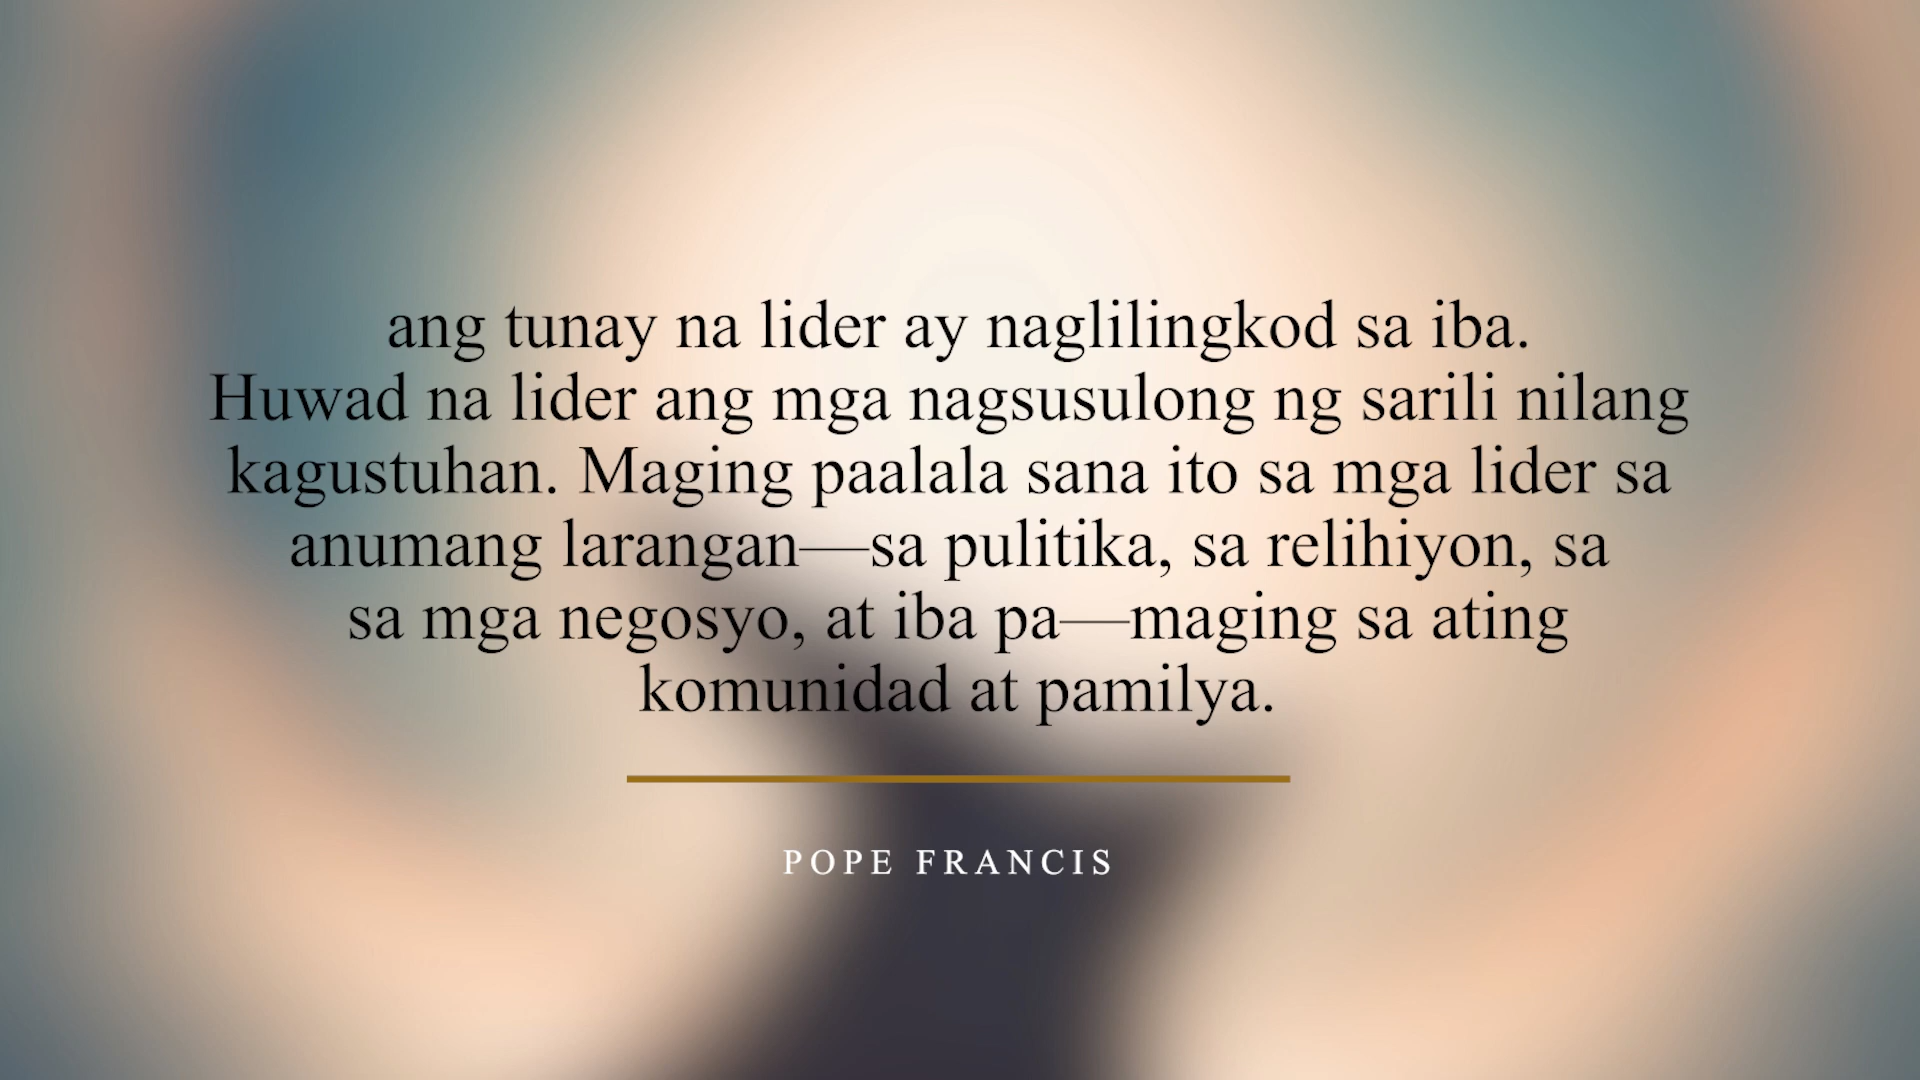 ang tunay na lider ay naglilingkod sa iba.
Huwad na lider ang mga nagsusulong ng sarili nilang
kagustuhan. Maging paalala sana ito sa mga lider sa
anumang larangan—sa pulitika, sa relihiyon, sa
sa mga negosyo, at iba pa—maging sa ating
komunidad at pamilya.
POPE FRANCIS